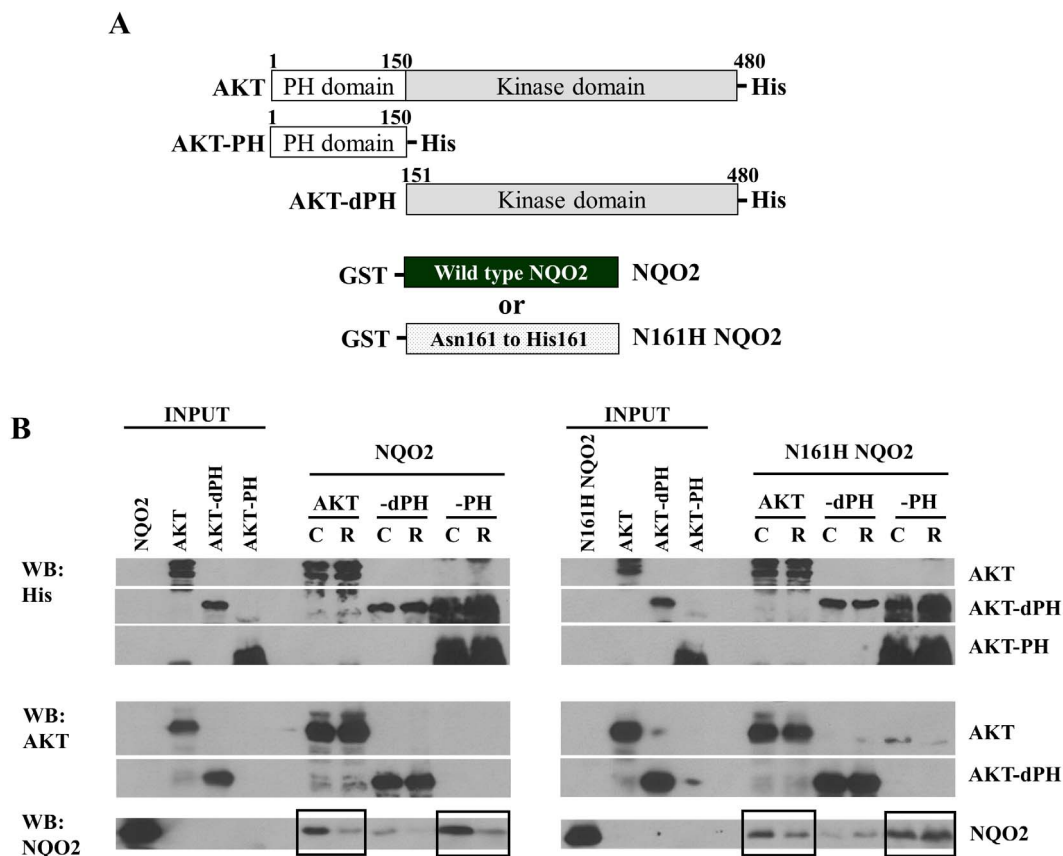 A
1 150 480
AKT PH domain Kinase domain His
1 150
AKT-PH PH domain His
151 480
AKT-dPH Kinase domain His
GST Wild type NQO2 NQO2
or
GST Asn161 to His161 N161H NQO2
B
INPUT
NQO2
NQO2 AKT AKT-dPH AKT-PH
AKT -dPH -PH
C R C R C R
INPUT
N161H NQO2
N161H NQO2 AKT AKT-dPH AKT-PH
AKT -dPH -PH
C R C R C R
WB:
His
AKT
AKT-dPH
AKT-PH
WB:
AKT
AKT
AKT-dPH
WB:
NQO2
NQO2